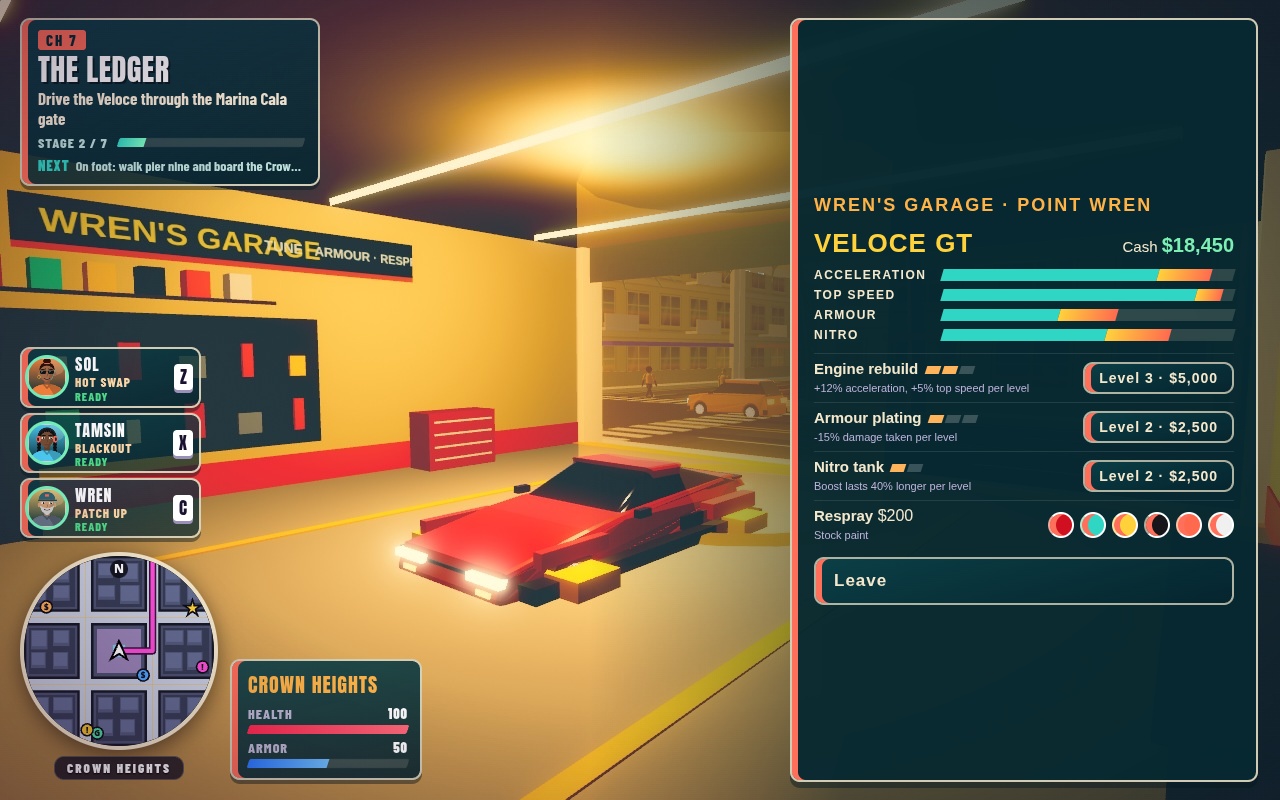 CH 7
THE LEDGER
Drive the Veloce through the Marina Cala
gate
STAGE 2 / 7
NEXT On foot: walk pier nine and board the Crow...
WREN'S GARAGE
ARMOUR
SOL
HOT SWAP
READY
Z
TAMSIN
BLACKOUT
READY
X
WREN
PATCH UP
READY
C
N
CROWN HEIGHTS
CROWN HEIGHTS
HEALTH 100
ARMOR 50
WREN'S GARAGE · POINT WREN
VELOCE GT
Cash $18,450
ACCELERATION
TOP SPEED
ARMOUR
NITRO
Engine rebuild
+12% acceleration, +5% top speed per level
Level 3 · $5,000
Armour plating
-15% damage taken per level
Level 2 · $2,500
Nitro tank
Boost lasts 40% longer per level
Level 2 · $2,500
Respray $200
Stock paint
Leave